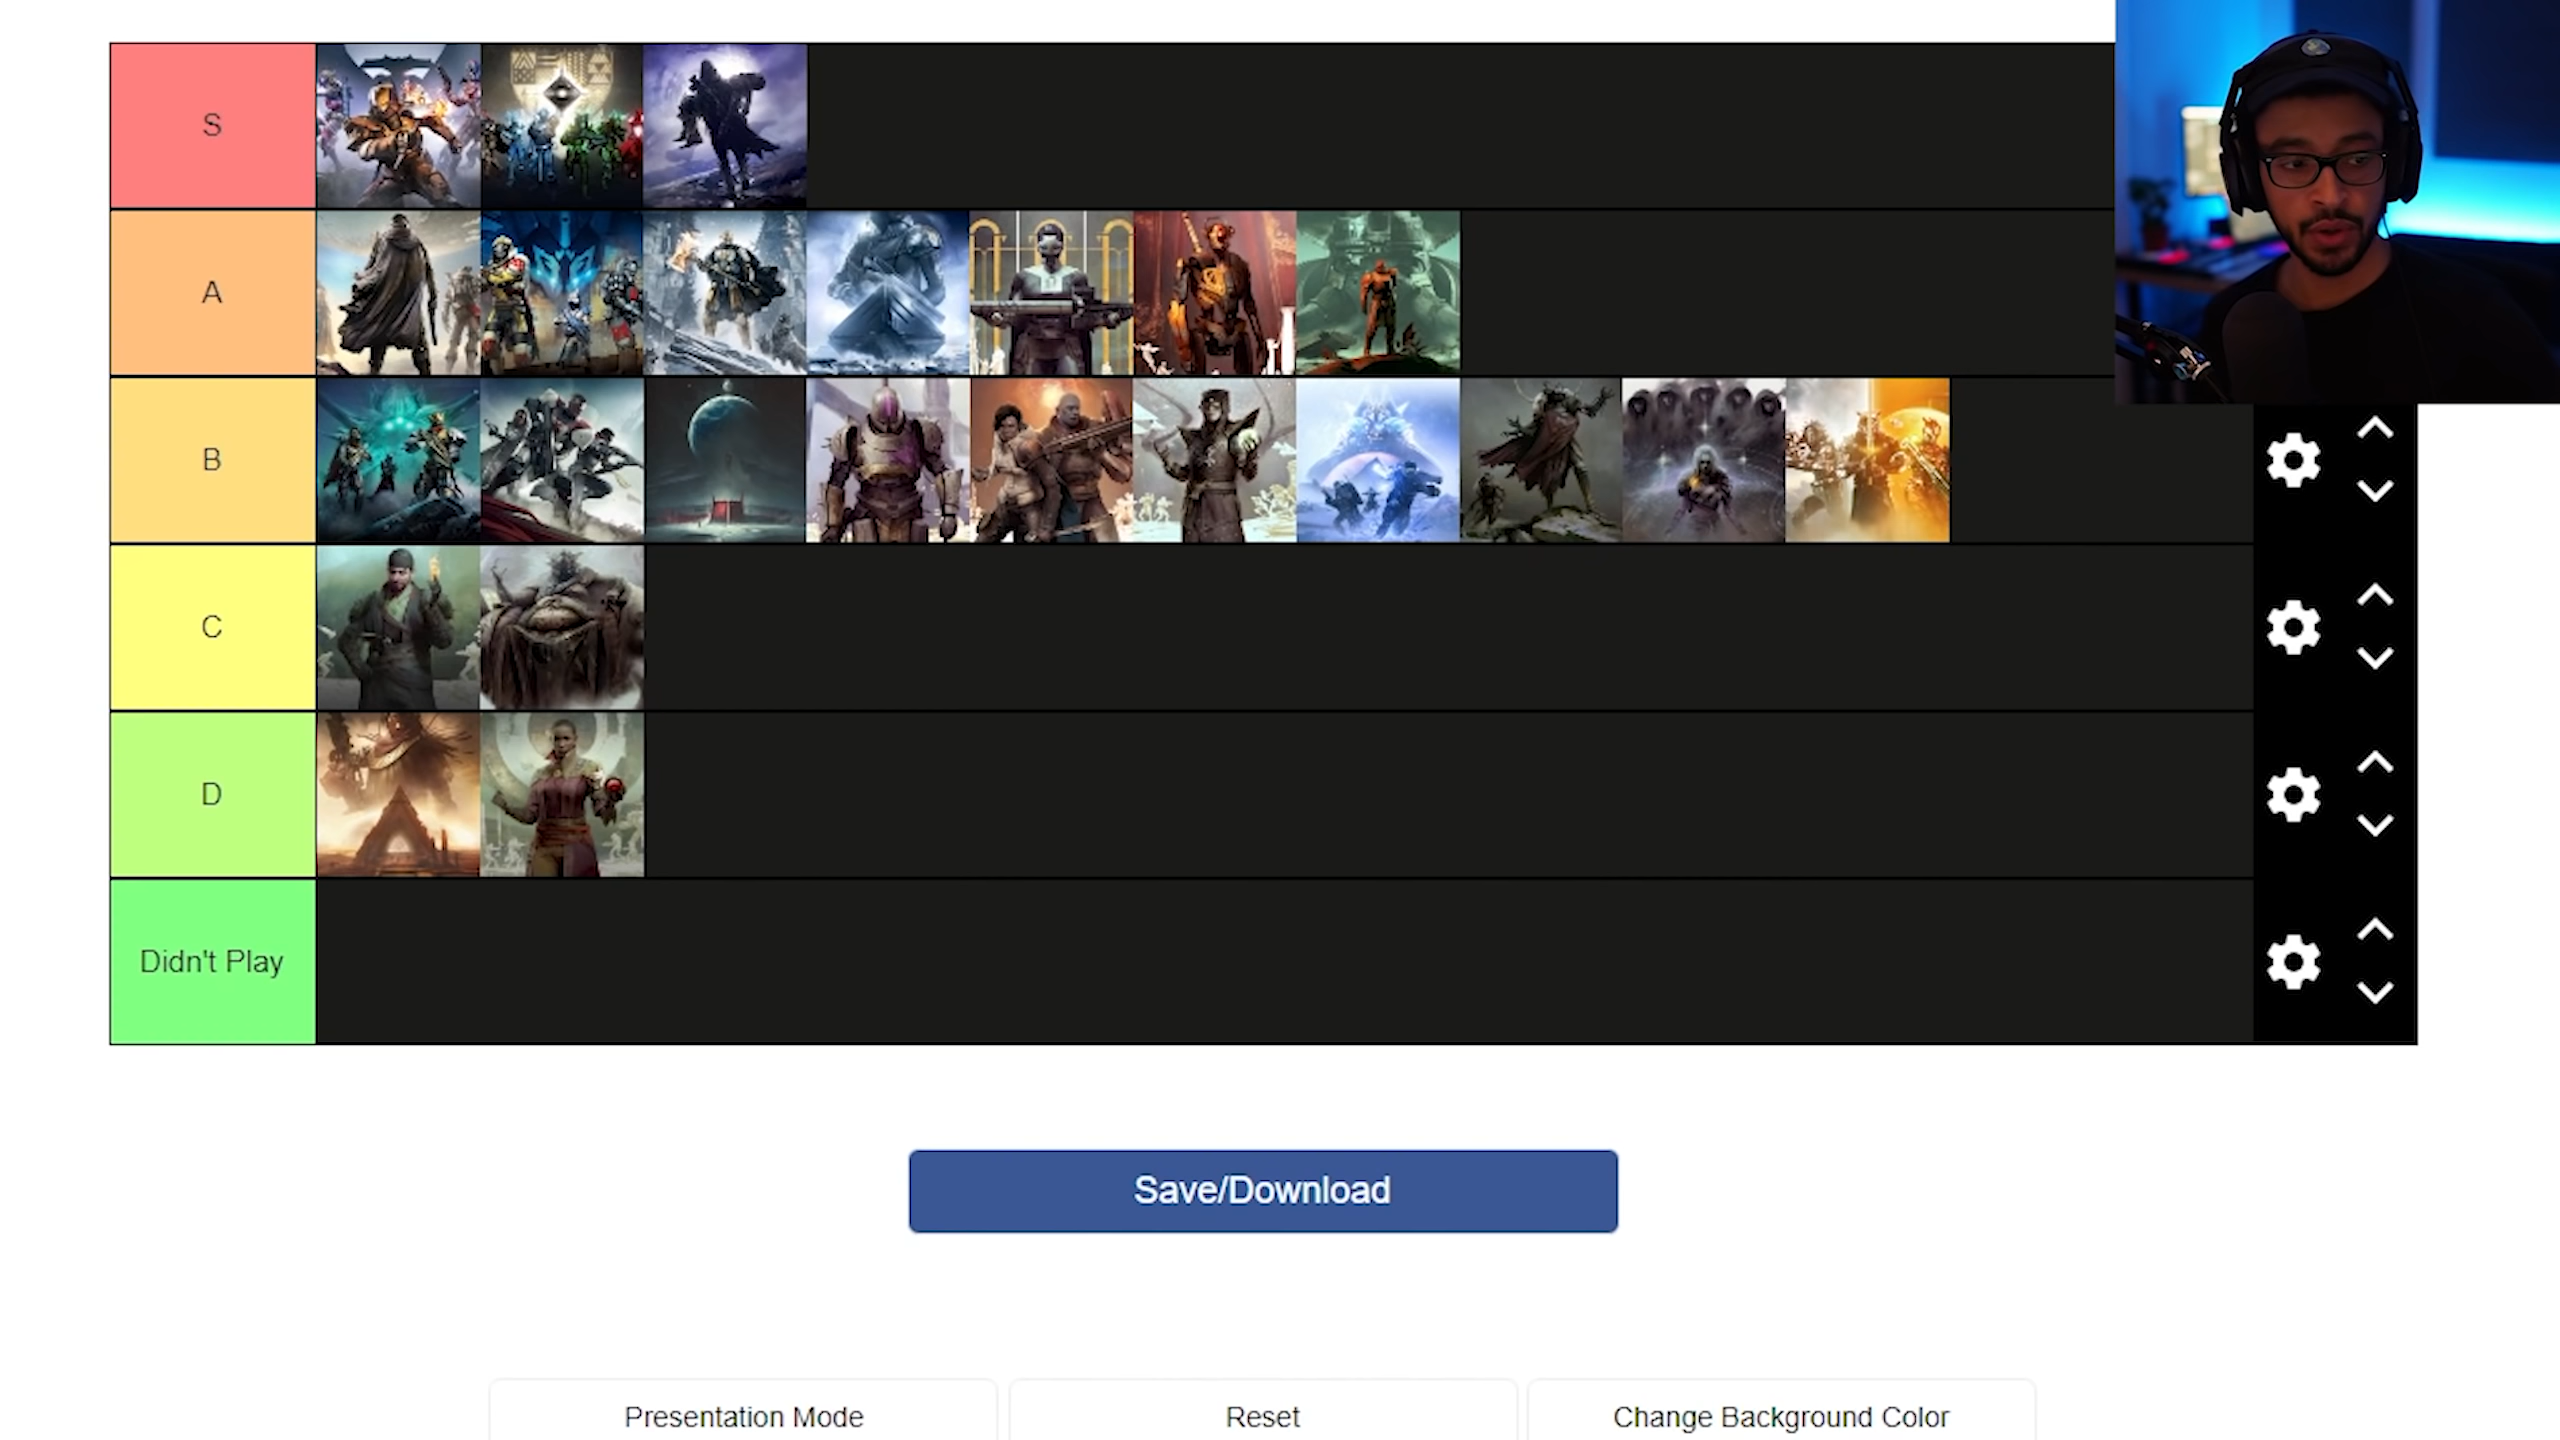 S
A
B
C
D
Didn't Play
Save/Download
Presentation Mode
Reset
Change Background Color